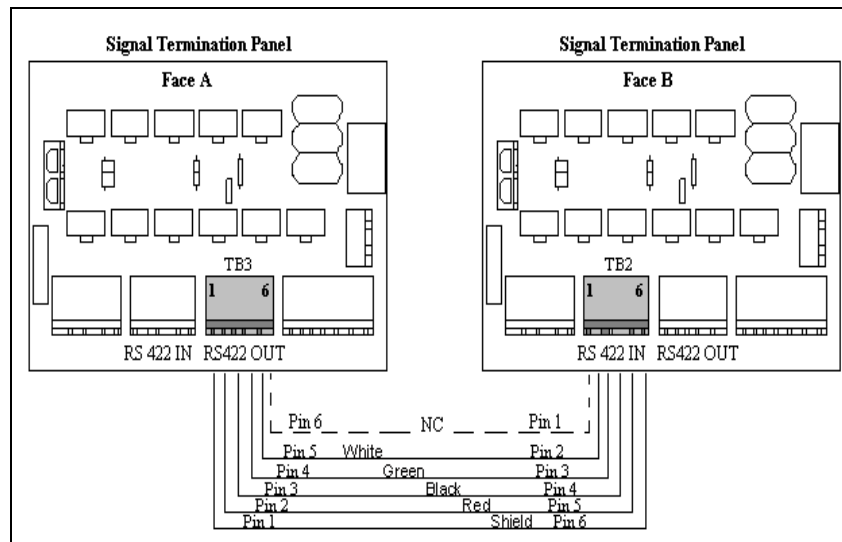 Signal Termination Panel
Signal Termination Panel
Face A
Face B
TB3
TB2
1 6
1 6
RS 422 IN RS422 OUT
RS 422 IN RS422 OUT
Pin 6 NC Pin 1
Pin 5 White Pin 2
Pin 4 Green Pin 3
Pin 3 Black Pin 4
Pin 2 Red Pin 5
Pin 1 Shield Pin 6